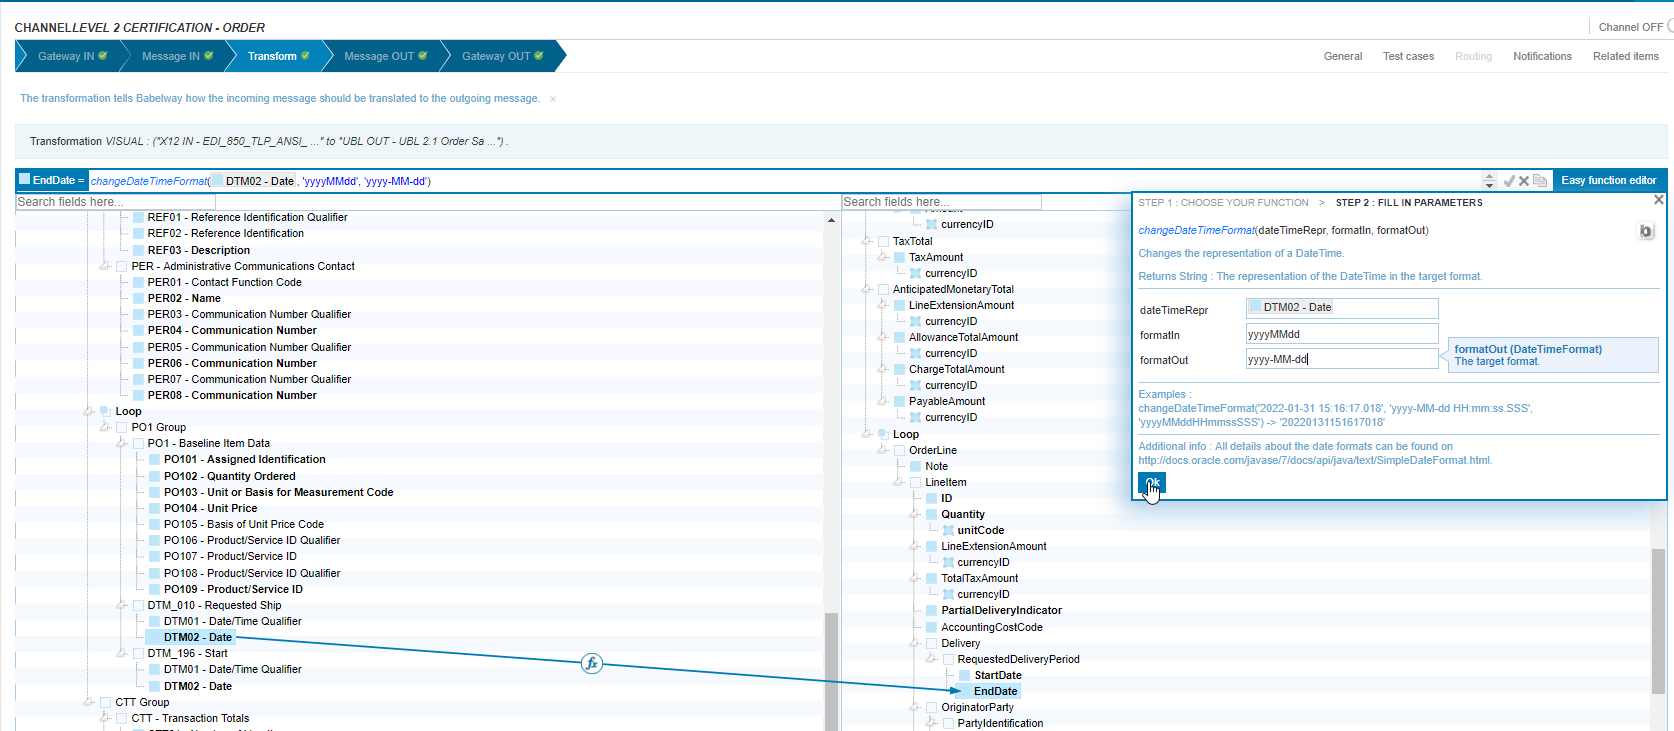 CHANNEL LEVEL 2 CERTIFICATION - ORDER
Channel OFF
Gateway IN
Message IN
Transform
Message OUT
Gateway OUT
General
Test cases
Routing
Notifications
Related items
The transformation tells Babelway how the incoming message should be translated to the outgoing message. ×
Transformation VISUAL : ("X12 IN - EDI_850_TLP_ANSI_ ..." to "UBL OUT - UBL 2.1 Order Sa ...") .
EndDate = changeDateTimeFormat( DTM02 - Date , 'yyyyMMdd', 'yyyy-MM-dd')
Easy function editor
Search fields here...
REF01 - Reference Identification Qualifier
REF02 - Reference Identification
REF03 - Description
PER - Administrative Communications Contact
PER01 - Contact Function Code
PER02 - Name
PER03 - Communication Number Qualifier
PER04 - Communication Number
PER05 - Communication Number Qualifier
PER06 - Communication Number
PER07 - Communication Number Qualifier
PER08 - Communication Number
Loop
PO1 Group
PO1 - Baseline Item Data
PO101 - Assigned Identification
PO102 - Quantity Ordered
PO103 - Unit or Basis for Measurement Code
PO104 - Unit Price
PO105 - Basis of Unit Price Code
PO106 - Product/Service ID Qualifier
PO107 - Product/Service ID
PO108 - Product/Service ID Qualifier
PO109 - Product/Service ID
DTM_010 - Requested Ship
DTM01 - Date/Time Qualifier
DTM02 - Date
DTM_196 - Start
DTM01 - Date/Time Qualifier
DTM02 - Date
CTT Group
CTT - Transaction Totals
fx
Search fields here...
currencyID
TaxTotal
TaxAmount
currencyID
AnticipatedMonetaryTotal
LineExtensionAmount
currencyID
AllowanceTotalAmount
currencyID
ChargeTotalAmount
currencyID
PayableAmount
currencyID
Loop
OrderLine
Note
LineItem
ID
Quantity
unitCode
LineExtensionAmount
currencyID
TotalTaxAmount
currencyID
PartialDeliveryIndicator
AccountingCostCode
Delivery
RequestedDeliveryPeriod
StartDate
EndDate
OriginatorParty
PartyIdentification
STEP 1 : CHOOSE YOUR FUNCTION > STEP 2 : FILL IN PARAMETERS
changeDateTimeFormat(dateTimeRepr, formatIn, formatOut)
b
Changes the representation of a DateTime.
Returns String : The representation of the DateTime in the target format.
dateTimeRepr DTM02 - Date
formatIn yyyyMMdd
formatOut yyyy-MM-dd
formatOut (DateTimeFormat)
The target format.
Examples :
changeDateTimeFormat('2022-01-31 15:16:17.018', 'yyyy-MM-dd HH:mm:ss.SSS',
'yyyyMMddHHmmssSSS') -> '20220131151617018'
Additional info : All details about the date formats can be found on
http://docs.oracle.com/javase/7/docs/api/java/text/SimpleDateFormat.html.
Ok